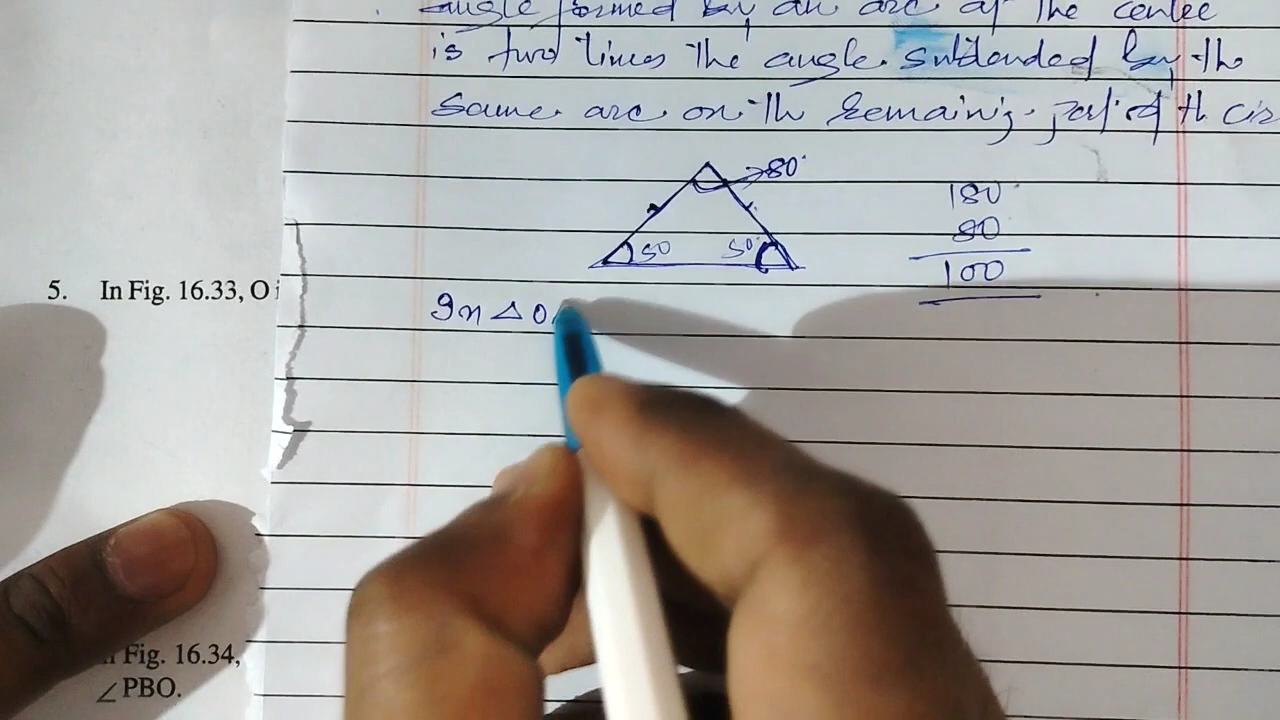 angle formed by an arc at the centre
is two times the angle subtended by the
same arc on th remaining part of th cir
80°
50 50°
180
80
100
5. In Fig. 16.33, O i
In △ O
Fig. 16.34,
∠PBO.